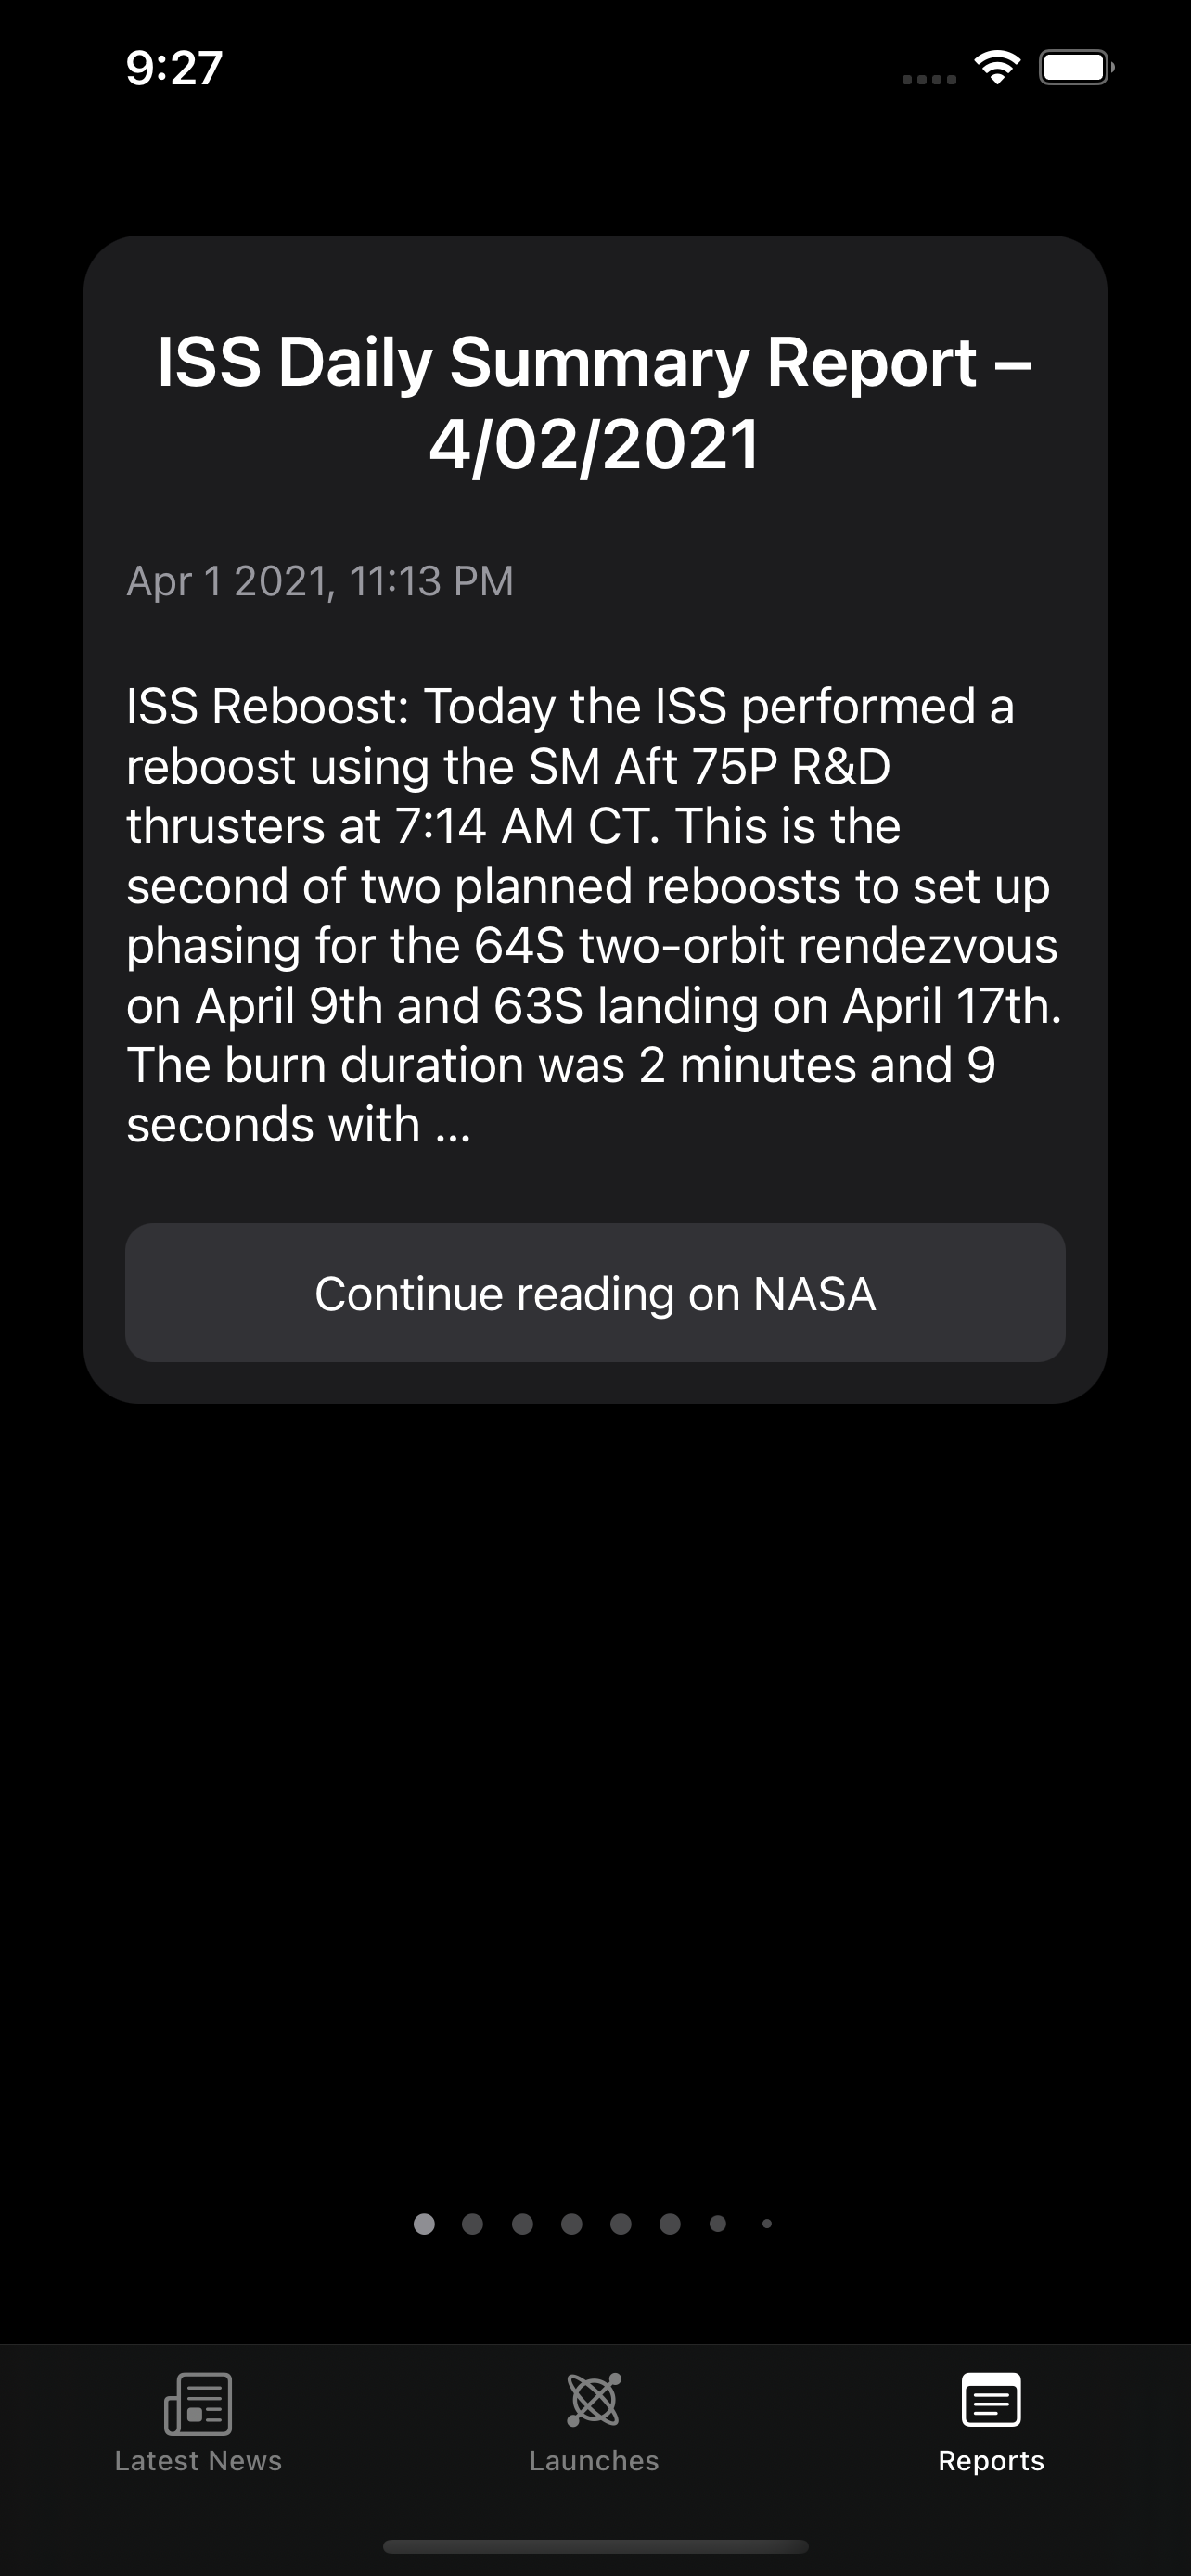 9:27
ISS Daily Summary Report –
4/02/2021
Apr 1 2021, 11:13 PM
ISS Reboost: Today the ISS performed a
reboost using the SM Aft 75P R&D
thrusters at 7:14 AM CT. This is the
second of two planned reboosts to set up
phasing for the 64S two-orbit rendezvous
on April 9th and 63S landing on April 17th.
The burn duration was 2 minutes and 9
seconds with ...
Continue reading on NASA
Latest News
Launches
Reports